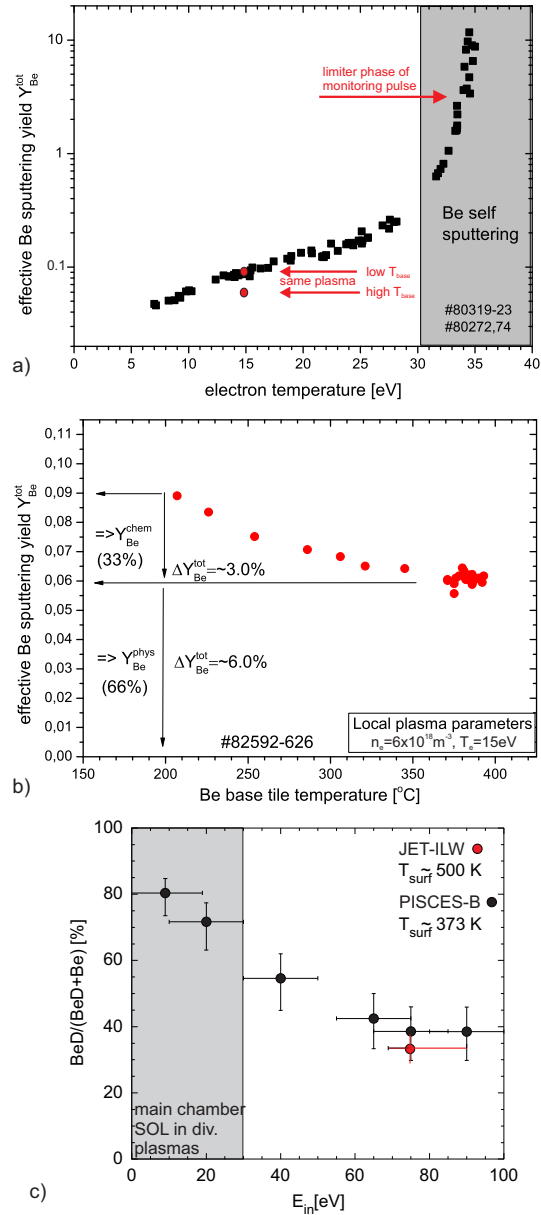 10
1
0.1
0
5
10
15
20
25
30
35
40
effective Be sputtering yield Y_Be^tot
electron temperature [eV]
limiter phase of
monitoring pulse
Be self
sputtering
low T_base
same plasma
high T_base
#80319-23
#80272,74
a)
0,11
0,10
0,09
0,08
0,07
0,06
0,05
0,04
0,03
0,02
0,01
0,00
150
200
250
300
350
400
effective Be sputtering yield Y_Be^tot
Be base tile temperature [°C]
=>Y_Be^chem
(33%)
ΔY_Be^tot=~3.0%
=> Y_Be^phys
(66%)
ΔY_Be^tot=~6.0%
#82592-626
Local plasma parameters
n_e=6x10^18m^-3, T_e=15eV
b)
100
80
60
40
20
0
0
20
40
60
80
100
BeD/(BeD+Be) [%]
E_in[eV]
JET-ILW
T_surf~ 500 K
PISCES-B
T_surf~ 373 K
main chamber
SOL in div.
plasmas
c)